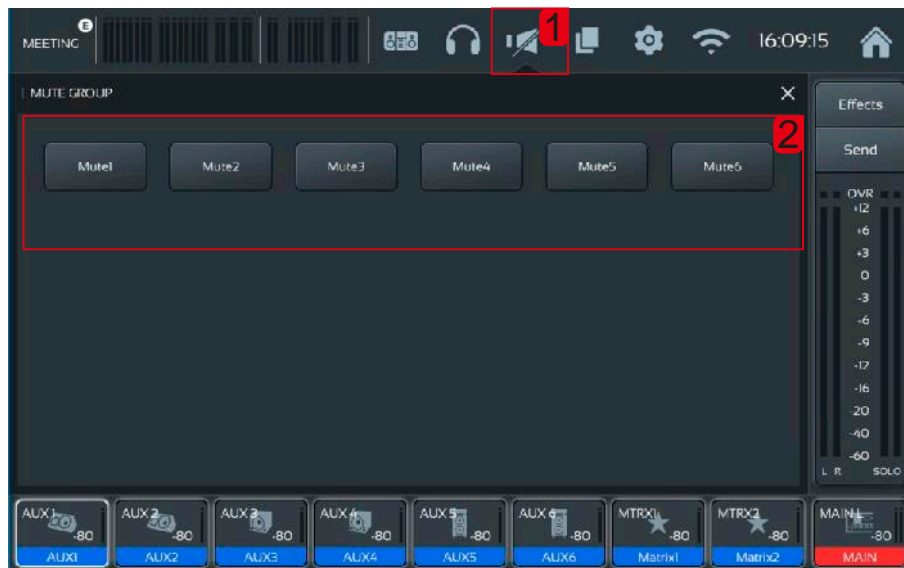 MEETING E 1 16:09:15
MUTE GROUP
2
Mute1 Mute2 Mute3 Mute4 Mute5 Mute6
Effects
Send
OVR
+12
+6
+3
0
-3
-6
-9
-12
-16
20
-40
-60
L R SOLO
AUX1 -80 AUX2 -80 AUX3 -80 AUX4 -80 AUX5 -80 AUX6 -80 MTRX1 -80 MTRX2 -80 MAIN L -80
AUX1 AUX2 AUX3 AUX4 AUX5 AUX6 Matrix1 Matrix2 MAIN